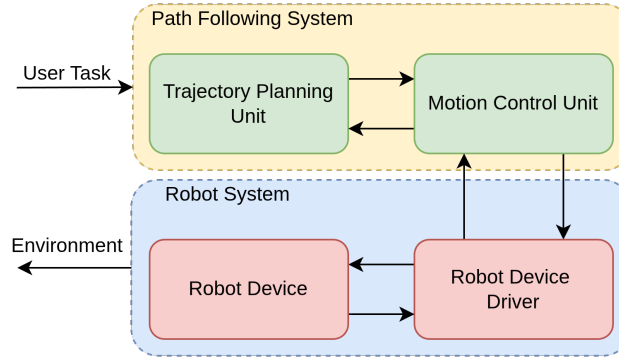 Path Following System
User Task
Trajectory Planning
Unit
Motion Control Unit
Robot System
Environment
Robot Device
Robot Device
Driver